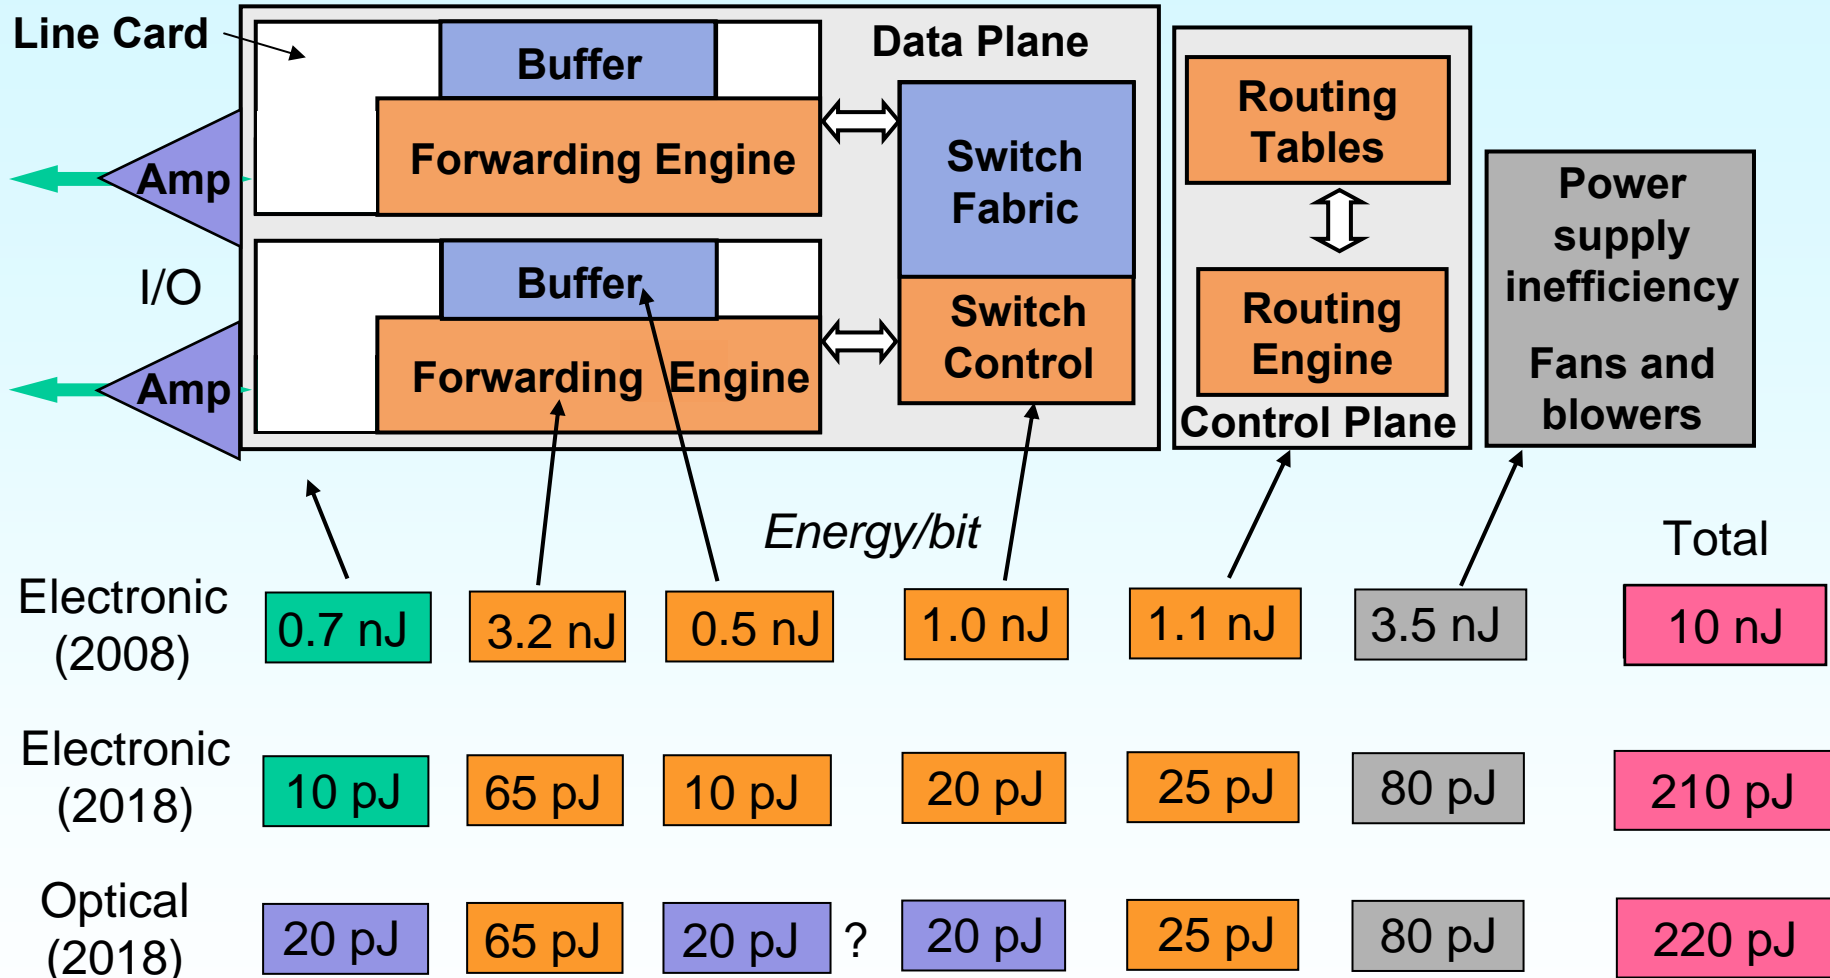 Line Card
Buffer
Data Plane
Forwarding Engine
Amp
Switch
Fabric
Routing
Tables
Power
supply
inefficiency
Fans and
blowers
I/O
Buffer
Forwarding Engine
Amp
Switch
Control
Routing
Engine
Control Plane
Energy/bit
Total
Electronic
(2008)
0.7 nJ 3.2 nJ 0.5 nJ 1.0 nJ 1.1 nJ 3.5 nJ 10 nJ
Electronic
(2018)
10 pJ 65 pJ 10 pJ 20 pJ 25 pJ 80 pJ 210 pJ
Optical
(2018)
20 pJ 65 pJ 20 pJ ? 20 pJ 25 pJ 80 pJ 220 pJ